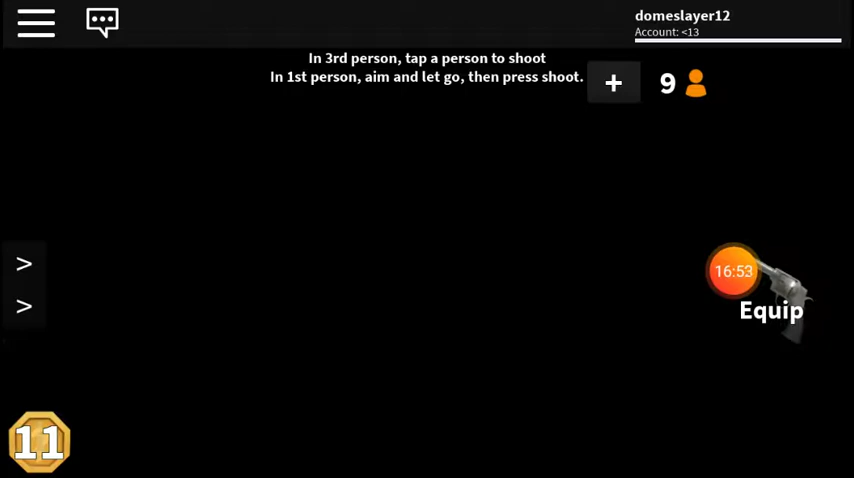 domeslayer12
Account: <13
In 3rd person, tap a person to shoot
In 1st person, aim and let go, then press shoot.
+
9
>
>
16:53
Equip
11